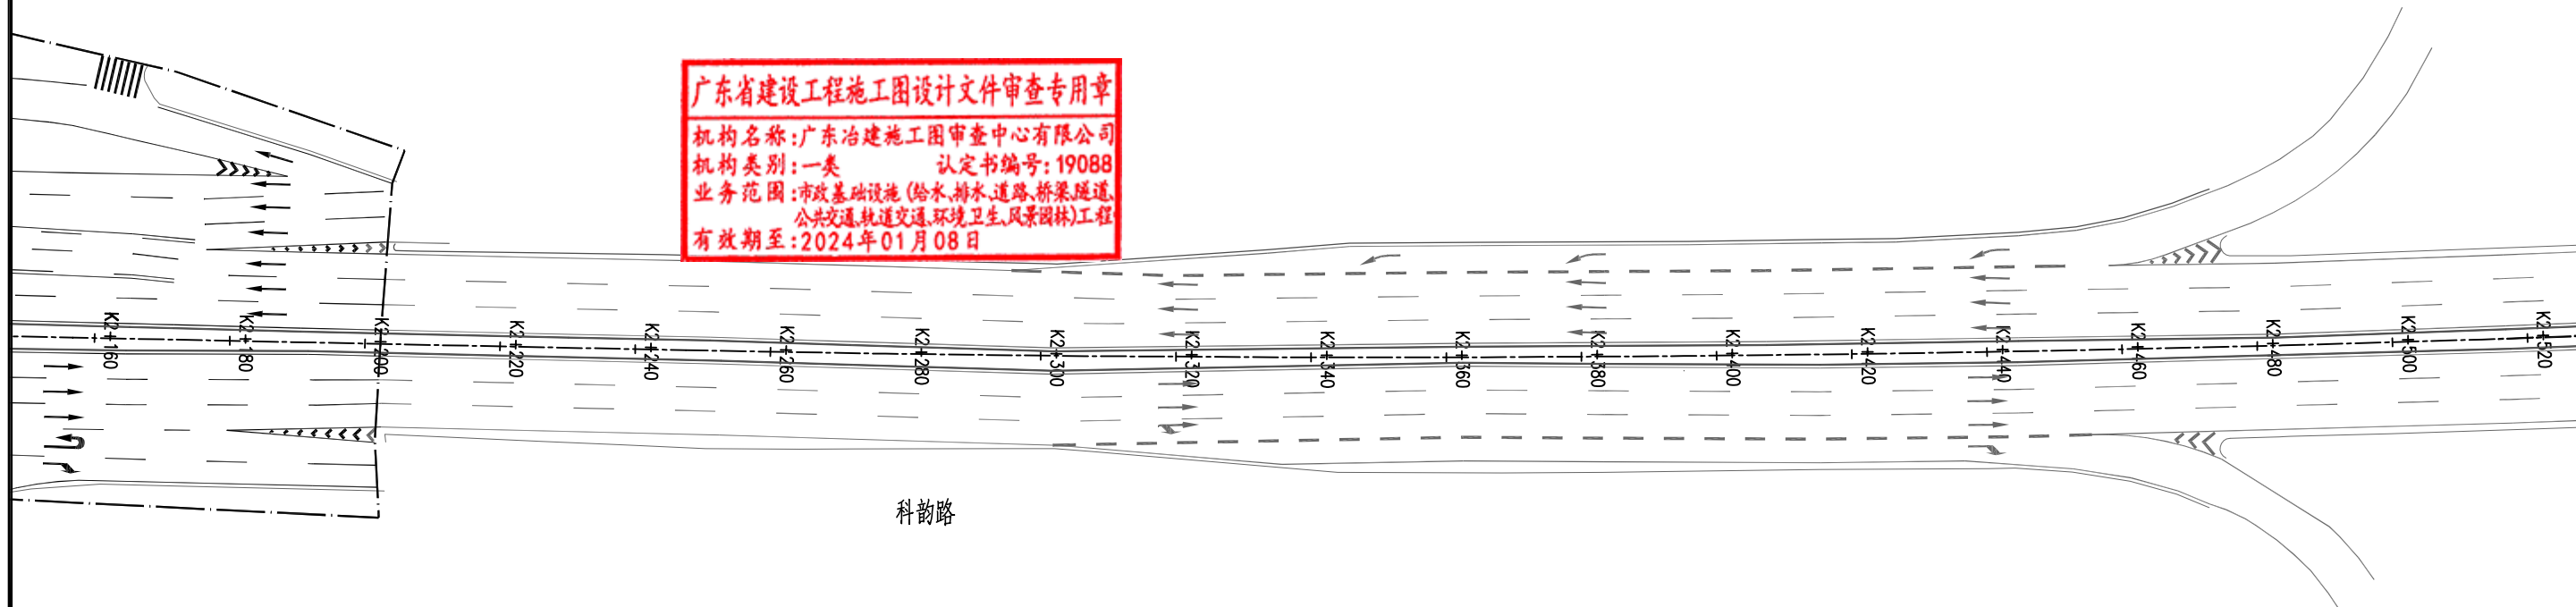 广东省建设工程施工图设计文件审查专用章
机构名称:广东冶建施工图审查中心有限公司
机构类别:一类 认定书编号:19088
业务范围:市政基础设施(给水、排水、道路、桥梁、隧道、
公共交通、轨道交通、环境卫生、风景园林)工程
有效期至:2024年01月08日
K2+160
K2+180
K2+200
K2+220
K2+240
K2+260
K2+280
K2+300
K2+320
K2+340
K2+360
K2+380
K2+400
K2+420
K2+440
K2+460
K2+480
K2+500
K2+520
科韵路